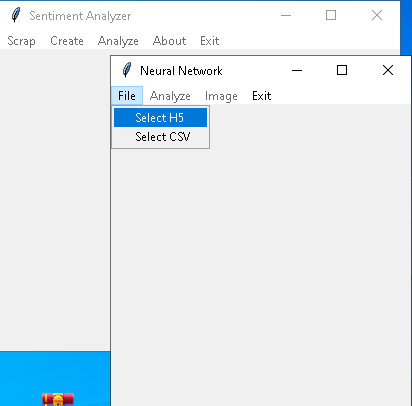 Sentiment Analyzer
Scrap Create Analyze About Exit
Neural Network
File Analyze Image Exit
Select H5
Select CSV